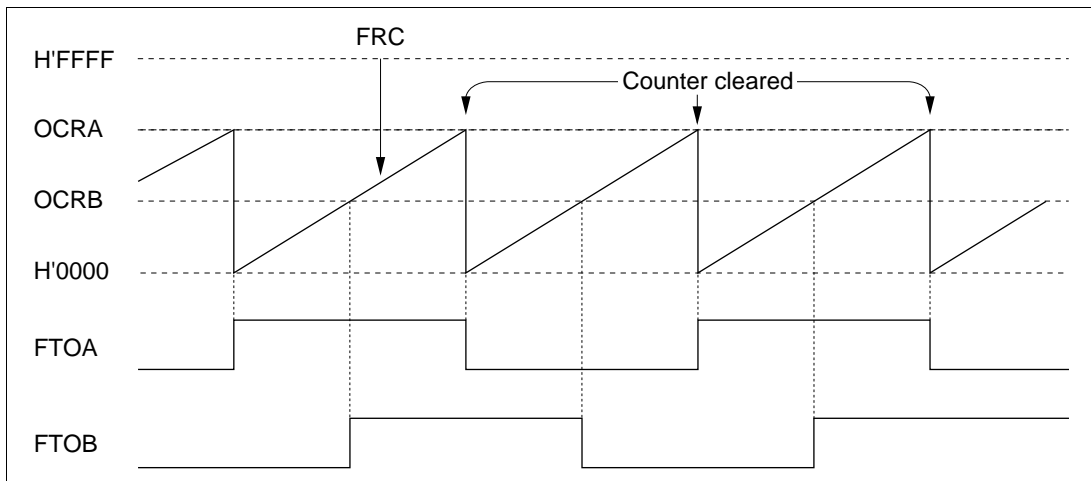 FRC
H'FFFF
Counter cleared
OCRA
OCRB
H'0000
FTOA
FTOB